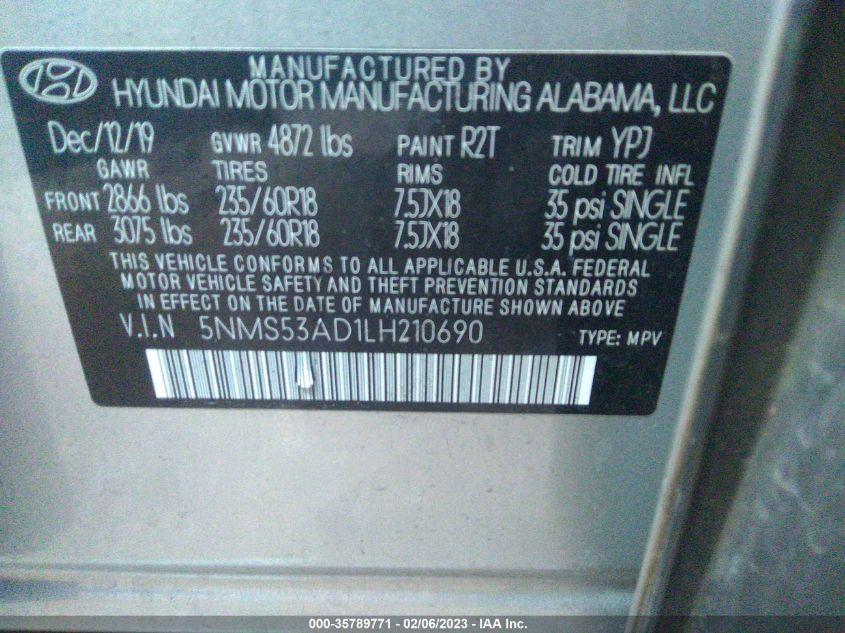 MANUFACTURED BY
HYUNDAI MOTOR MANUFACTURING ALABAMA, LLC
Dec/12/19 GVWR 4872 lbs PAINT R2T TRIM YPJ
GAWR TIRES RIMS COLD TIRE INFL
FRONT 2866 lbs 235/60R18 7.5JX18 35 psi SINGLE
REAR 3075 lbs 235/60R18 7.5JX18 35 psi SINGLE
THIS VEHICLE CONFORMS TO ALL APPLICABLE U.S.A. FEDERAL
MOTOR VEHICLE SAFETY AND THEFT PREVENTION STANDARDS
IN EFFECT ON THE DATE OF MANUFACTURE SHOWN ABOVE
V.I.N 5NMS53AD1LH210690 TYPE: MPV
000-35789771 - 02/06/2023 - © IAA Inc.